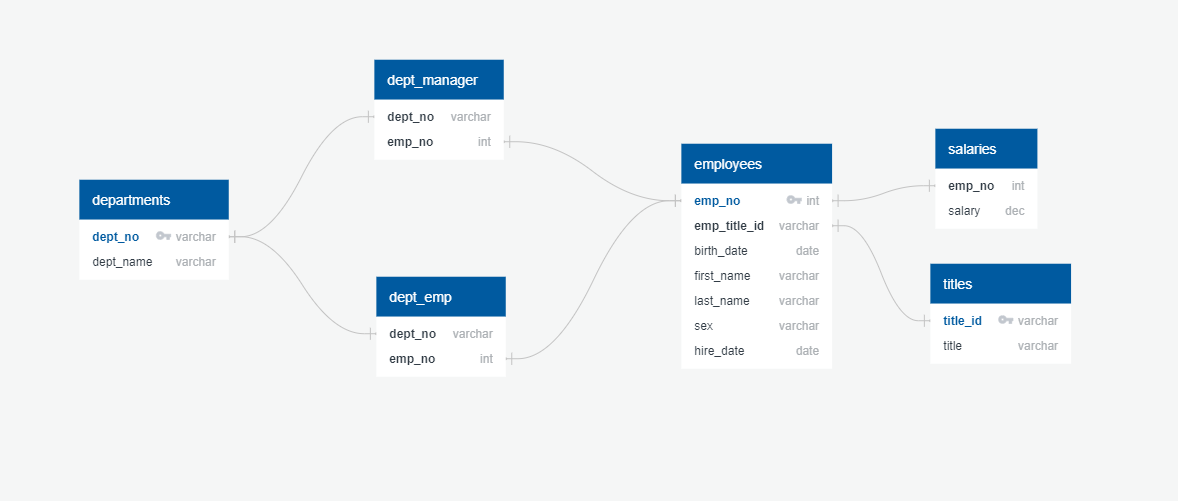 departments
dept_no varchar
dept_name varchar
dept_manager
dept_no varchar
emp_no int
dept_emp
dept_no varchar
emp_no int
employees
emp_no int
emp_title_id varchar
birth_date date
first_name varchar
last_name varchar
sex varchar
hire_date date
salaries
emp_no int
salary dec
titles
title_id varchar
title varchar